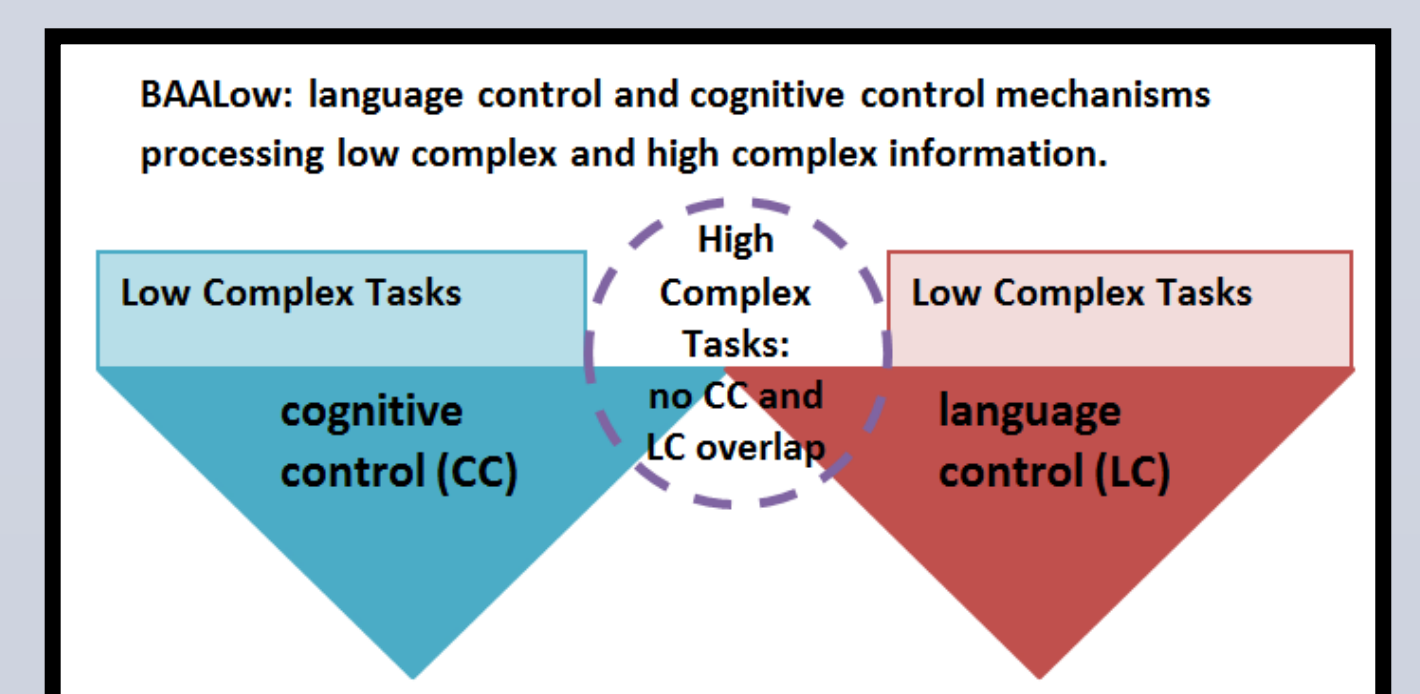 BAALow: language control and cognitive control mechanisms
processing low complex and high complex information.
Low Complex Tasks
High
Complex
Tasks:
no CC and
LC overlap
Low Complex Tasks
cognitive
control (CC)
language
control (LC)